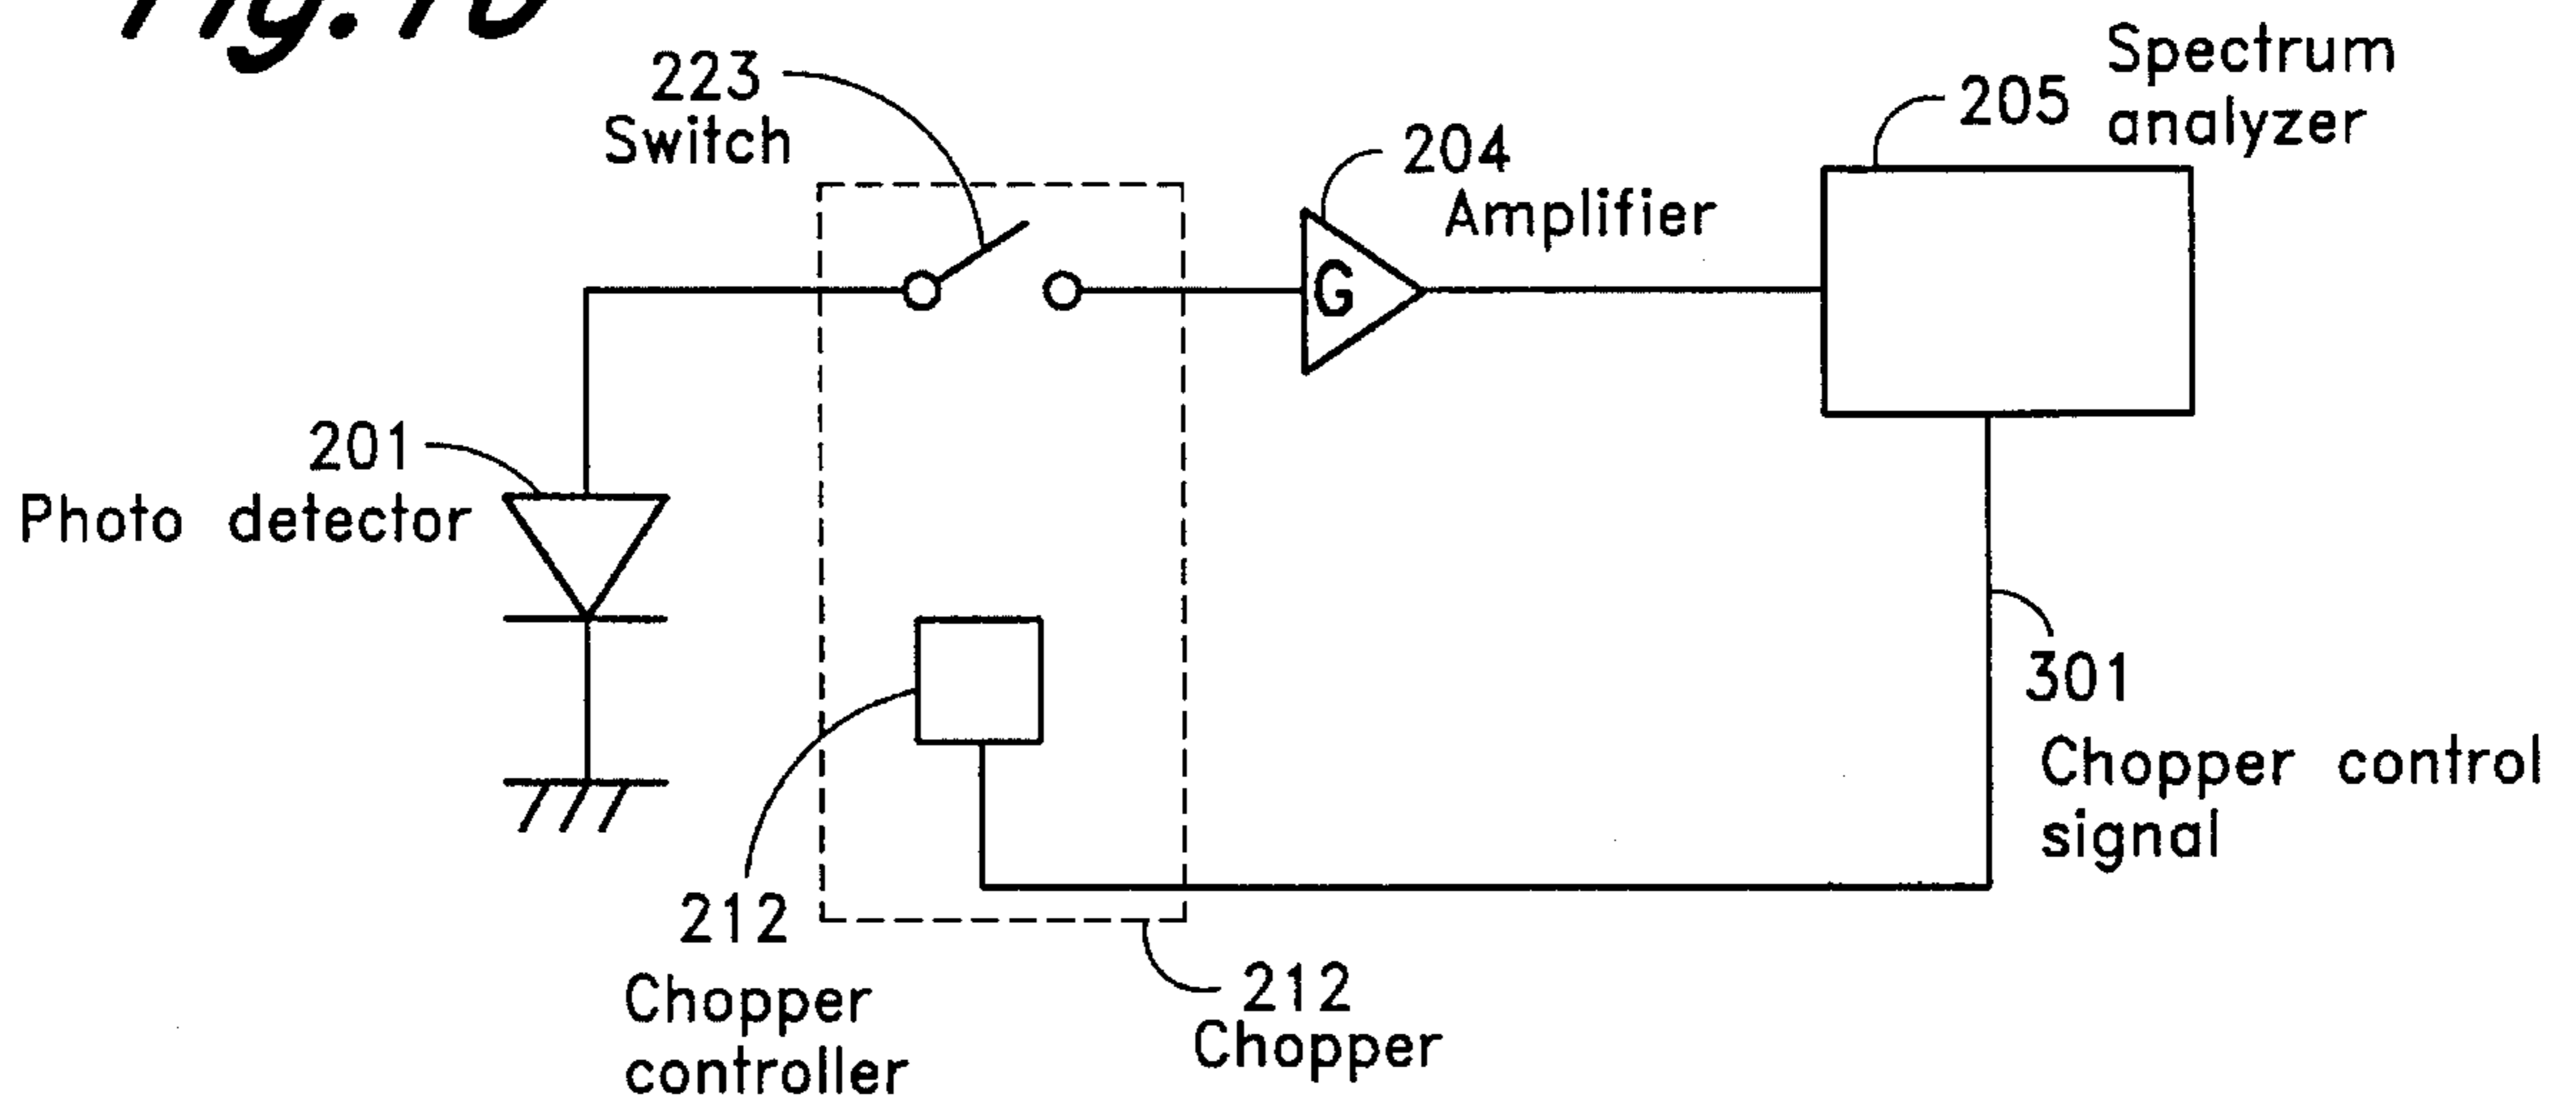 223
Switch
204
Amplifier
G
205
Spectrum
analyzer
201
Photo detector
301
Chopper control
signal
212
Chopper
controller
212
Chopper